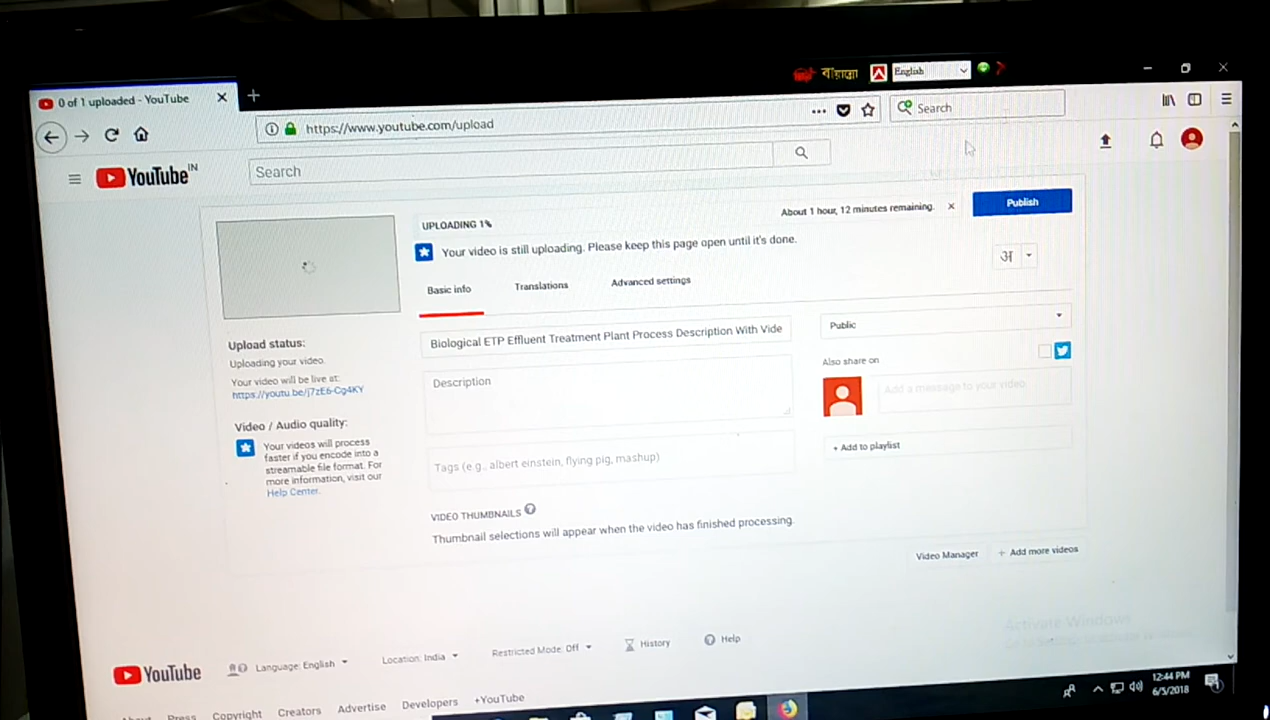 English
0 of 1 uploaded - YouTube
https://www.youtube.com/upload
Search
YouTube IN
Search
UPLOADING 1%
About 1 hour, 12 minutes remaining.
Publish
Your video is still uploading. Please keep this page open until it's done.
अ
Basic info
Translations
Advanced settings
Biological ETP Effluent Treatment Plant Process Description With Vide
Public
Upload status:
Uploading your video.
Your video will be live at:
https://youtu.be/j7zE6-Cg4KY
Also share on
Description
Add a message to your video
Video / Audio quality:
Your videos will process
faster if you encode into a
streamable file format. For
more information, visit our
Help Center.
+ Add to playlist
Tags (e.g., albert einstein, flying pig, mashup)
VIDEO THUMBNAILS
Thumbnail selections will appear when the video has finished processing.
Video Manager
+ Add more videos
Activate Windows
YouTube
Language: English
Location: India
Restricted Mode: Off
History
Help
About
Press
Copyright
Creators
Advertise
Developers
+YouTube
12:44 PM
6/5/2018